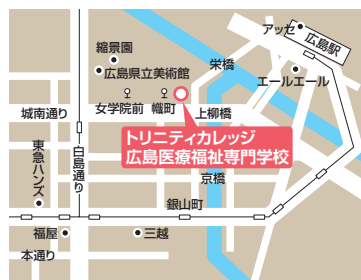 アッセ
広島駅
縮景園
栄橋
広島県立美術館
エールエール
女学院前
幟町
上柳橋
城南通り
トリニティカレッジ
広島医療福祉専門学校
東急ハンズ
白島通り
京橋
銀山町
福屋
三越
本通り